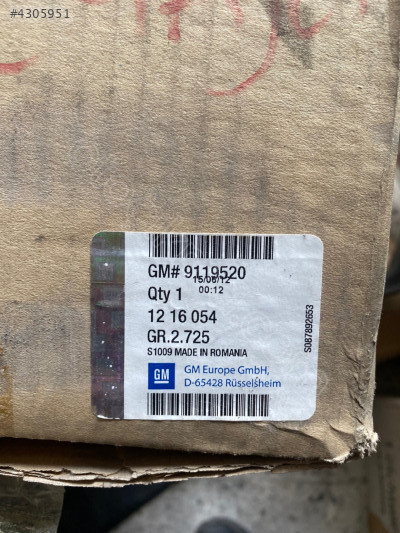 #4305951
GM# 9119520
15/06/12
Qty 1
00:12
12 16 054
GR.2.725
S1009 MADE IN ROMANIA
GM
GM Europe GmbH,
D-65428 Rüsselsheim
S087892653